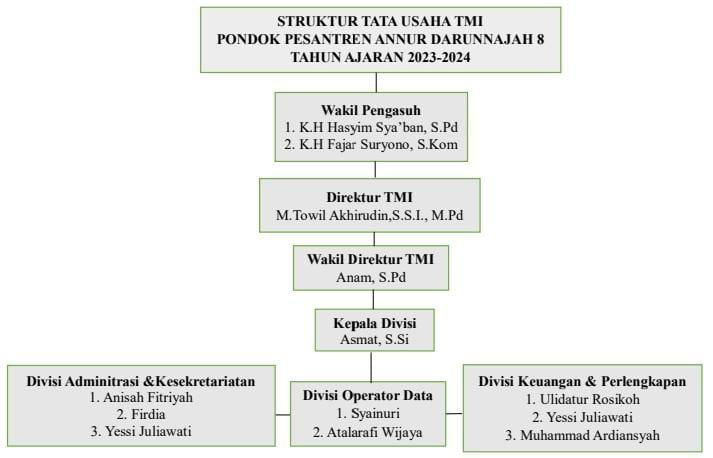 STRUKTUR TATA USAHA TMI
PONDOK PESANTREN ANNUR DARUNNAJAH 8
TAHUN AJARAN 2023-2024
Wakil Pengasuh
1. K.H Hasyim Sya'ban, S.Pd
2. K.H Fajar Suryono, S.Kom
Direktur TMI
M.Towil Akhirudin,S.S.I., M.Pd
Wakil Direktur TMI
Anam, S.Pd
Kepala Divisi
Asmat, S.Si
Divisi Adminitrasi &Kesekretariatan
1. Anisah Fitriyah
2. Firdia
3. Yessi Juliawati
Divisi Operator Data
1. Syainuri
2. Atalarafi Wijaya
Divisi Keuangan & Perlengkapan
1. Ulidatur Rosikoh
2. Yessi Juliawati
3. Muhammad Ardiansyah